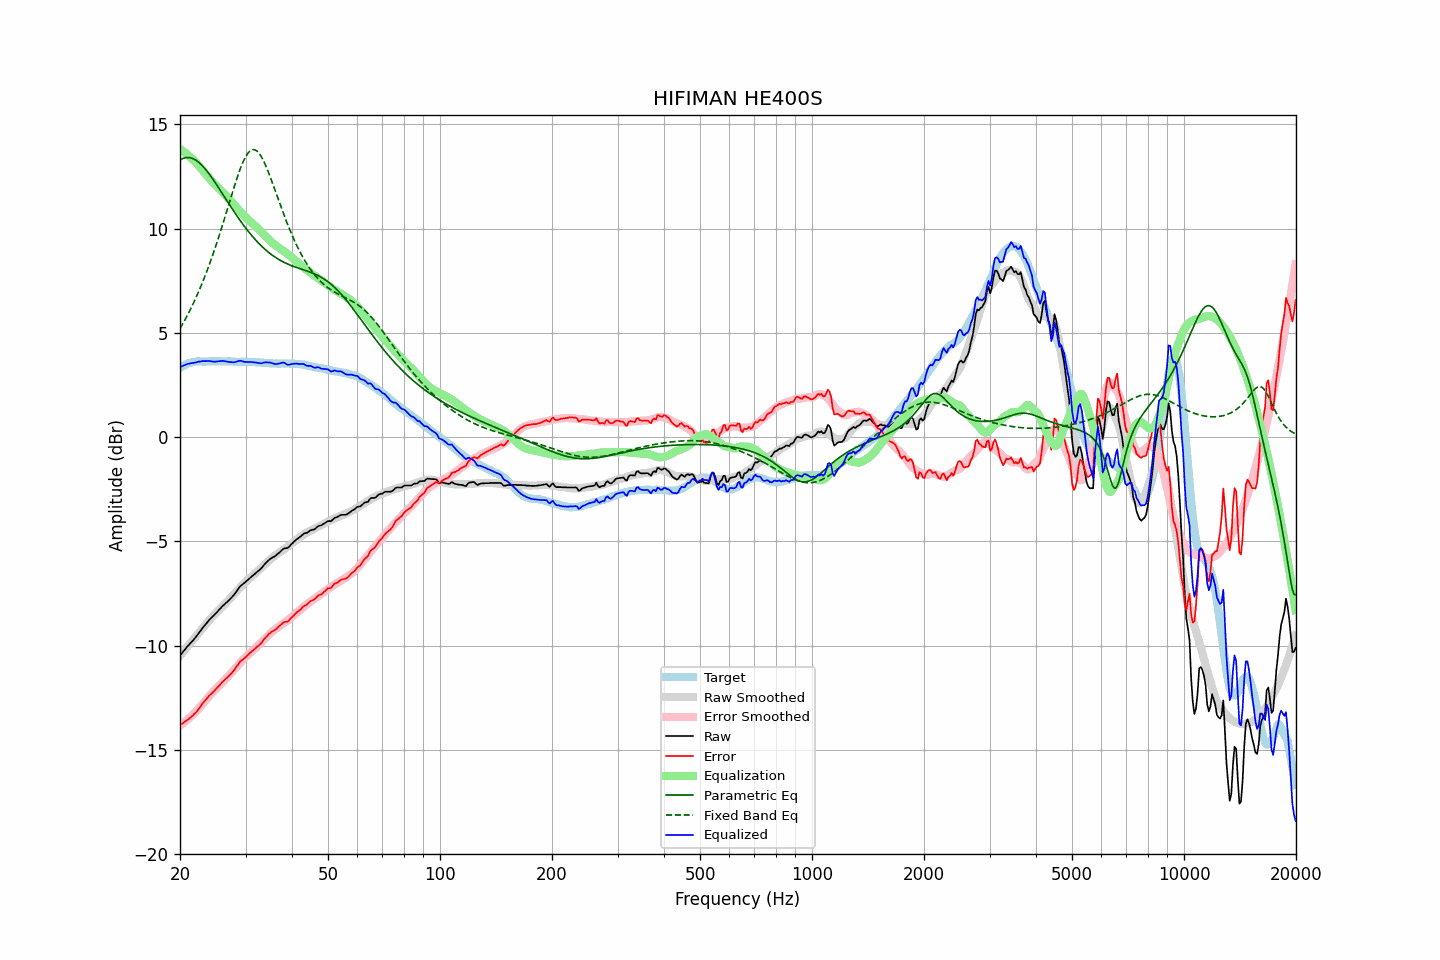 HIFIMAN HE400S
15
10
5
0
−5
−10
−15
−20
Amplitude (dBr)
Target
Raw Smoothed
Error Smoothed
Raw
Error
Equalization
Parametric Eq
Fixed Band Eq
Equalized
20 50 100 200 500 1000 2000 5000 10000 20000
Frequency (Hz)